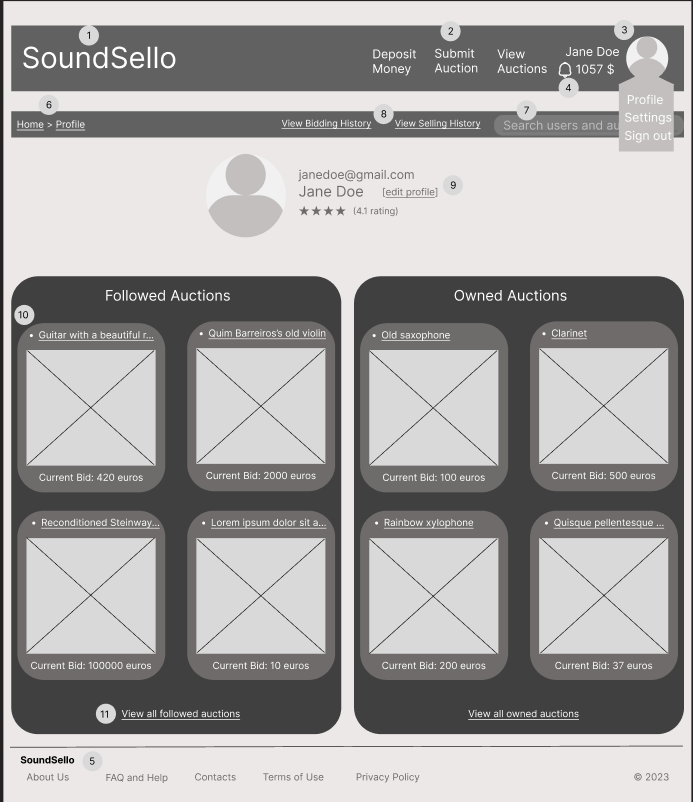 1
2
3
SoundSello
Deposit Money
Submit Auction
View Auctions
Jane Doe
1057 $
4
Profile
Settings
Sign out
6
Home > Profile
View Bidding History
8
View Selling History
7
Search users and au
janedoe@gmail.com
Jane Doe [edit profile]
9
(4.1 rating)
Followed Auctions
10
• Guitar with a beautiful r...
Current Bid: 420 euros
• Quim Barreiros's old violin
Current Bid: 2000 euros
• Reconditioned Steinway...
Current Bid: 100000 euros
• Lorem ipsum dolor sit a...
Current Bid: 10 euros
11
View all followed auctions
Owned Auctions
• Old saxophone
Current Bid: 100 euros
• Clarinet
Current Bid: 500 euros
• Rainbow xylophone
Current Bid: 200 euros
• Quisque pellentesque ...
Current Bid: 37 euros
View all owned auctions
SoundSello
5
About Us
FAQ and Help
Contacts
Terms of Use
Privacy Policy
© 2023